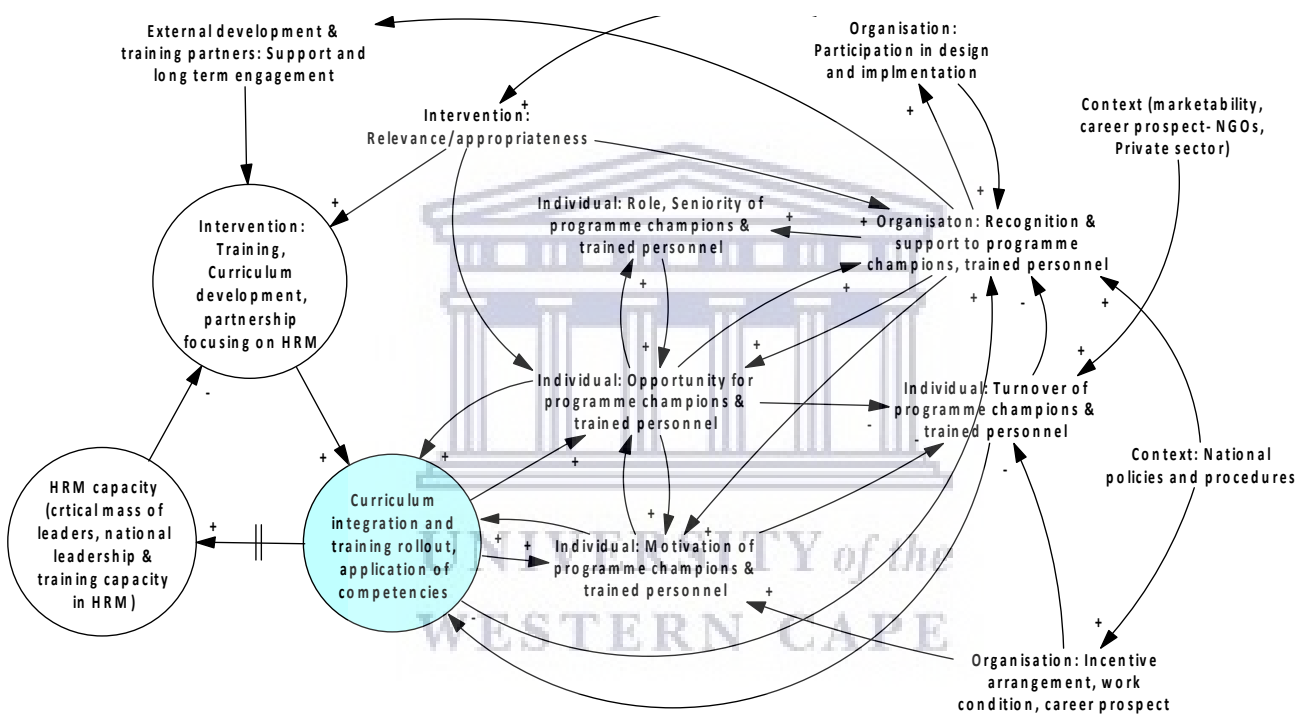 External development &
training partners: Support and
long term engagement
Organisation:
Participation in design
and implmentation
Intervention:
Relevance/appropriateness
Context (marketability,
career prospect- NGOs,
Private sector)
Intervention:
Training,
Curriculum
development,
partnership
focusing on HRM
Individual: Role, Seniority of
programme champions &
trained personnel
Organisaton: Recognition &
support to programme
champions, trained personnel
Individual: Opportunity for
programme champions &
trained personnel
Individual: Turnover of
programme champions &
trained personnel
Context: National
policies and procedures
HRM capacity
(crtical mass of
leaders, national
leadership &
training capacity
in HRM)
Curriculum
integration and
training rollout,
application of
competencies
Individual: Motivation of
programme champions &
trained personnel
Organisation: Incentive
arrangement, work
condition, career prospect
UNIVERSITY of the
WESTERN CAPE